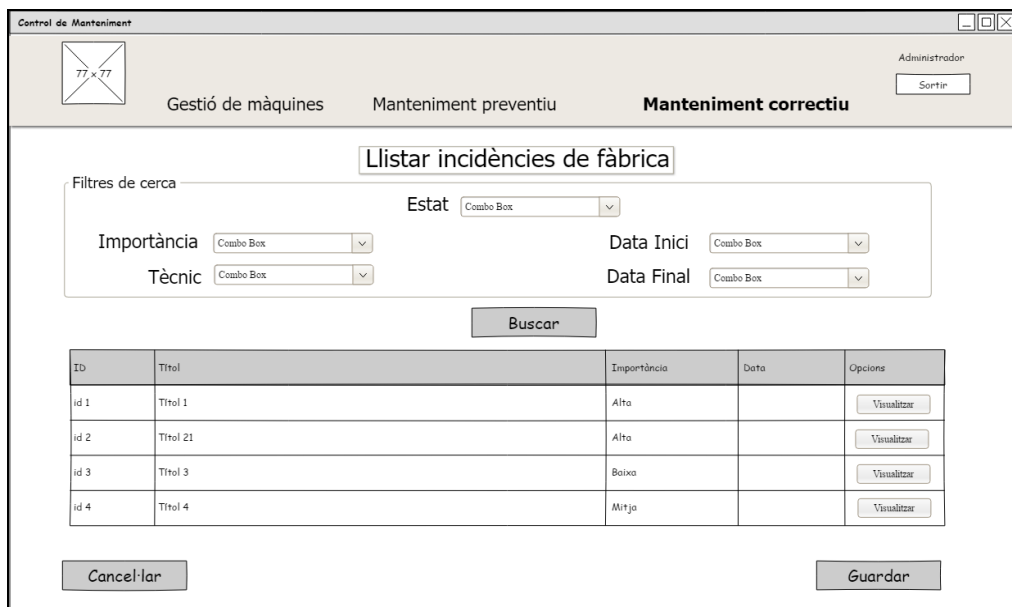 Control de Manteniment
77 x 77
Administrador
Sortir
Gestió de màquines Manteniment preventiu Manteniment correctiu
Llistar incidències de fàbrica
Filtres de cerca
Estat Combo Box
Importància Combo Box Data Inici Combo Box
Tècnic Combo Box Data Final Combo Box
Buscar
ID Títol Importància Data Opcions
id 1 Títol 1 Alta Visualitzar
id 2 Títol 21 Alta Visualitzar
id 3 Títol 3 Baixa Visualitzar
id 4 Títol 4 Mitja Visualitzar
Cancel·lar Guardar